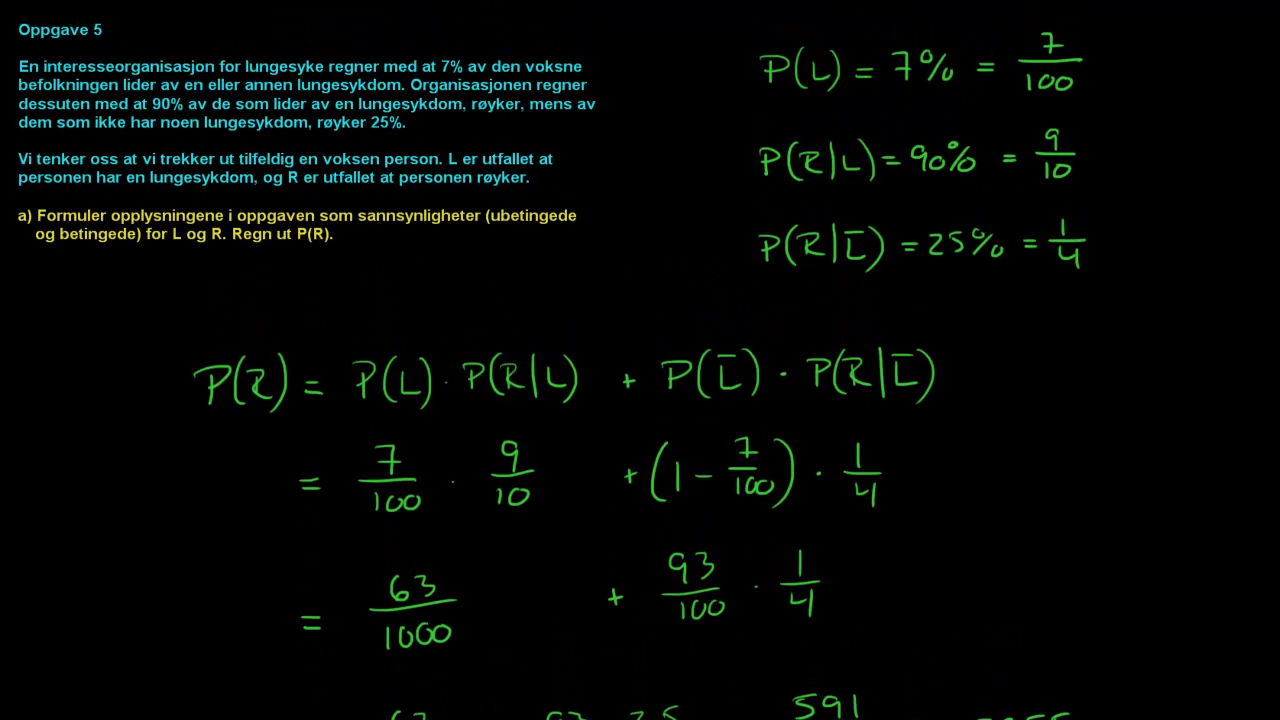 Oppgave 5
En interesseorganisasjon for lungesyke regner med at 7% av den voksne
befolkningen lider av en eller annen lungesykdom. Organisasjonen regner
dessuten med at 90% av de som lider av en lungesykdom, røyker, mens av
dem som ikke har noen lungesykdom, røyker 25%.
Vi tenker oss at vi trekker ut tilfeldig en voksen person. L er utfallet at
personen har en lungesykdom, og R er utfallet at personen røyker.
a) Formuler opplysningene i oppgaven som sannsynligheter (ubetingede
og betingede) for L og R. Regn ut P(R).
P(L) = 7% = 7/100
P(R|L) = 90% = 9/10
P(R|L̅) = 25% = 1/4
P(R) = P(L) · P(R|L) + P(L̅) · P(R|L̅)
= 7/100 · 9/10 + (1 - 7/100) · 1/4
= 63/1000 + 93/100 · 1/4
591